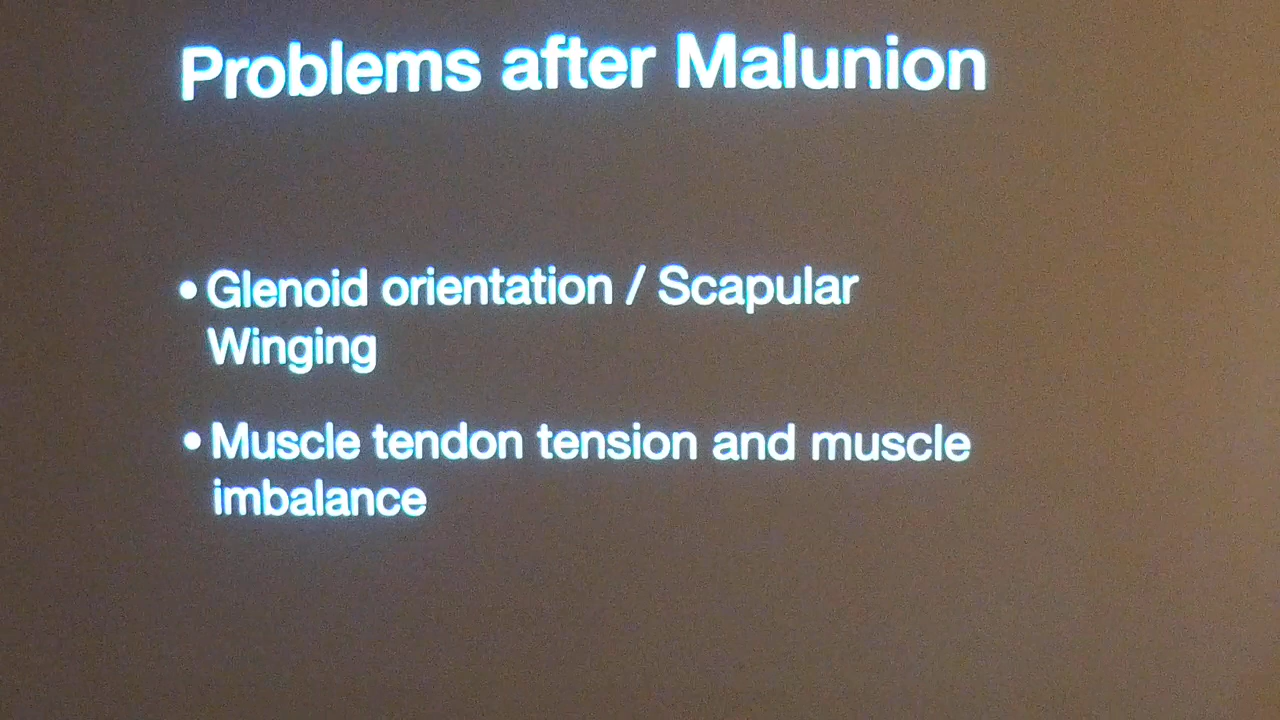 Problems after Malunion
• Glenoid orientation / Scapular
Winging
• Muscle tendon tension and muscle
imbalance